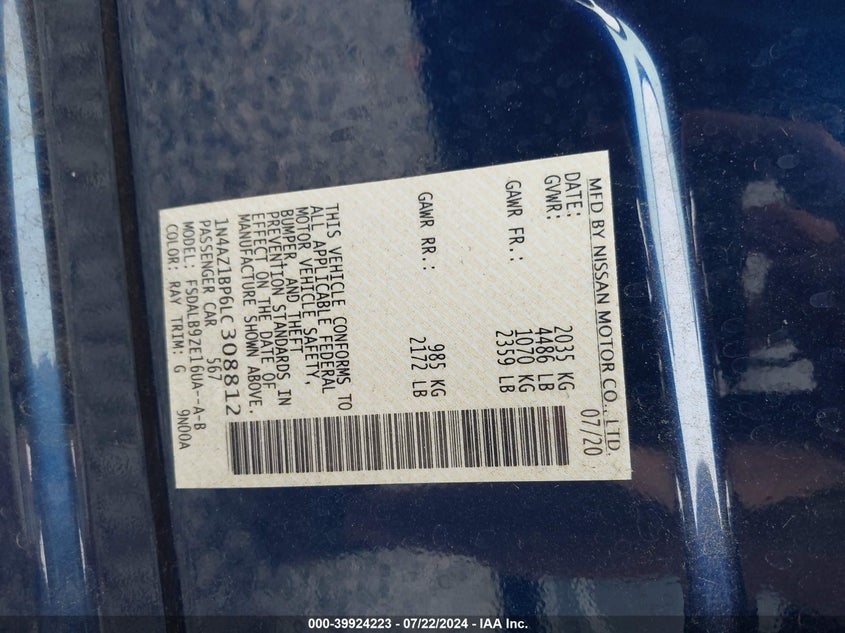 MFD BY NISSAN MOTOR CO., LTD.
DATE: 07/20
GVWR: 2035 KG
4486 LB
GAWR FR.: 1070 KG
2359 LB
GAWR RR.: 985 KG
2172 LB
THIS VEHICLE CONFORMS TO
ALL APPLICABLE FEDERAL
MOTOR VEHICLE SAFETY,
BUMPER, AND THEFT
PREVENTION STANDARDS IN
EFFECT ON THE DATE OF
MANUFACTURE SHOWN ABOVE.
1N4AZ1BP6LC308812
PASSENGER CAR 567
MODEL: FSDALB9ZE16UA--A-B
COLOR: RAY TRIM: G 9N00A
000-39924223 - 07/22/2024 - IAA Inc.